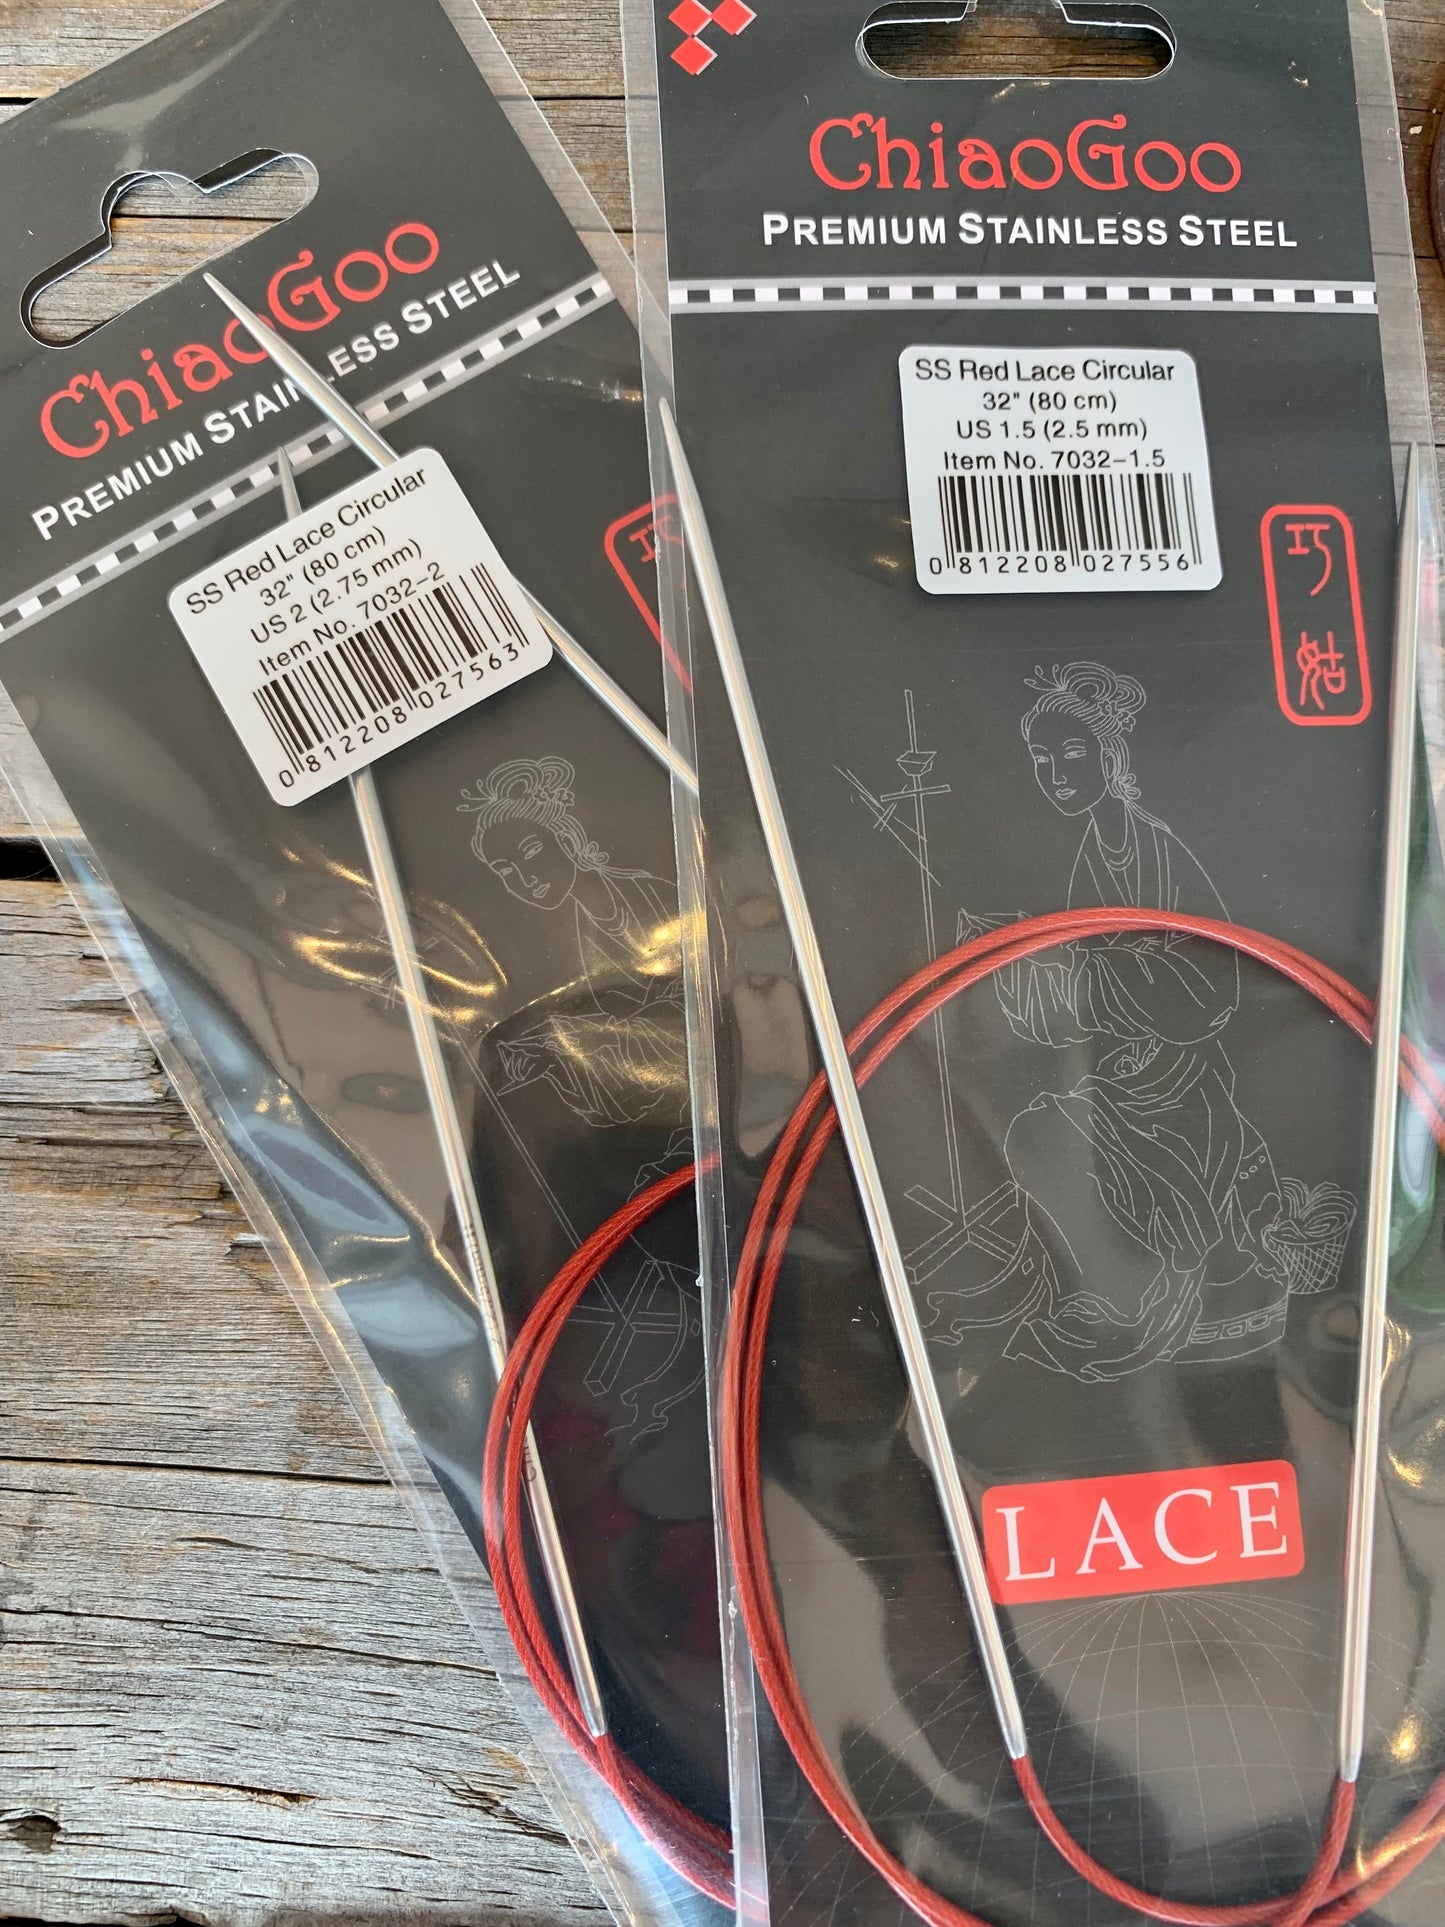 ChiaoGoo
PREMIUM STAINLESS STEEL
SS Red Lace Circular
32" (80 cm)
US 2 (2.75 mm)
Item No. 7032-2
0 812208 027563
ChiaoGoo
PREMIUM STAINLESS STEEL
SS Red Lace Circular
32" (80 cm)
US 1.5 (2.5 mm)
Item No. 7032-1.5
0 812208 027556
巧
LACE